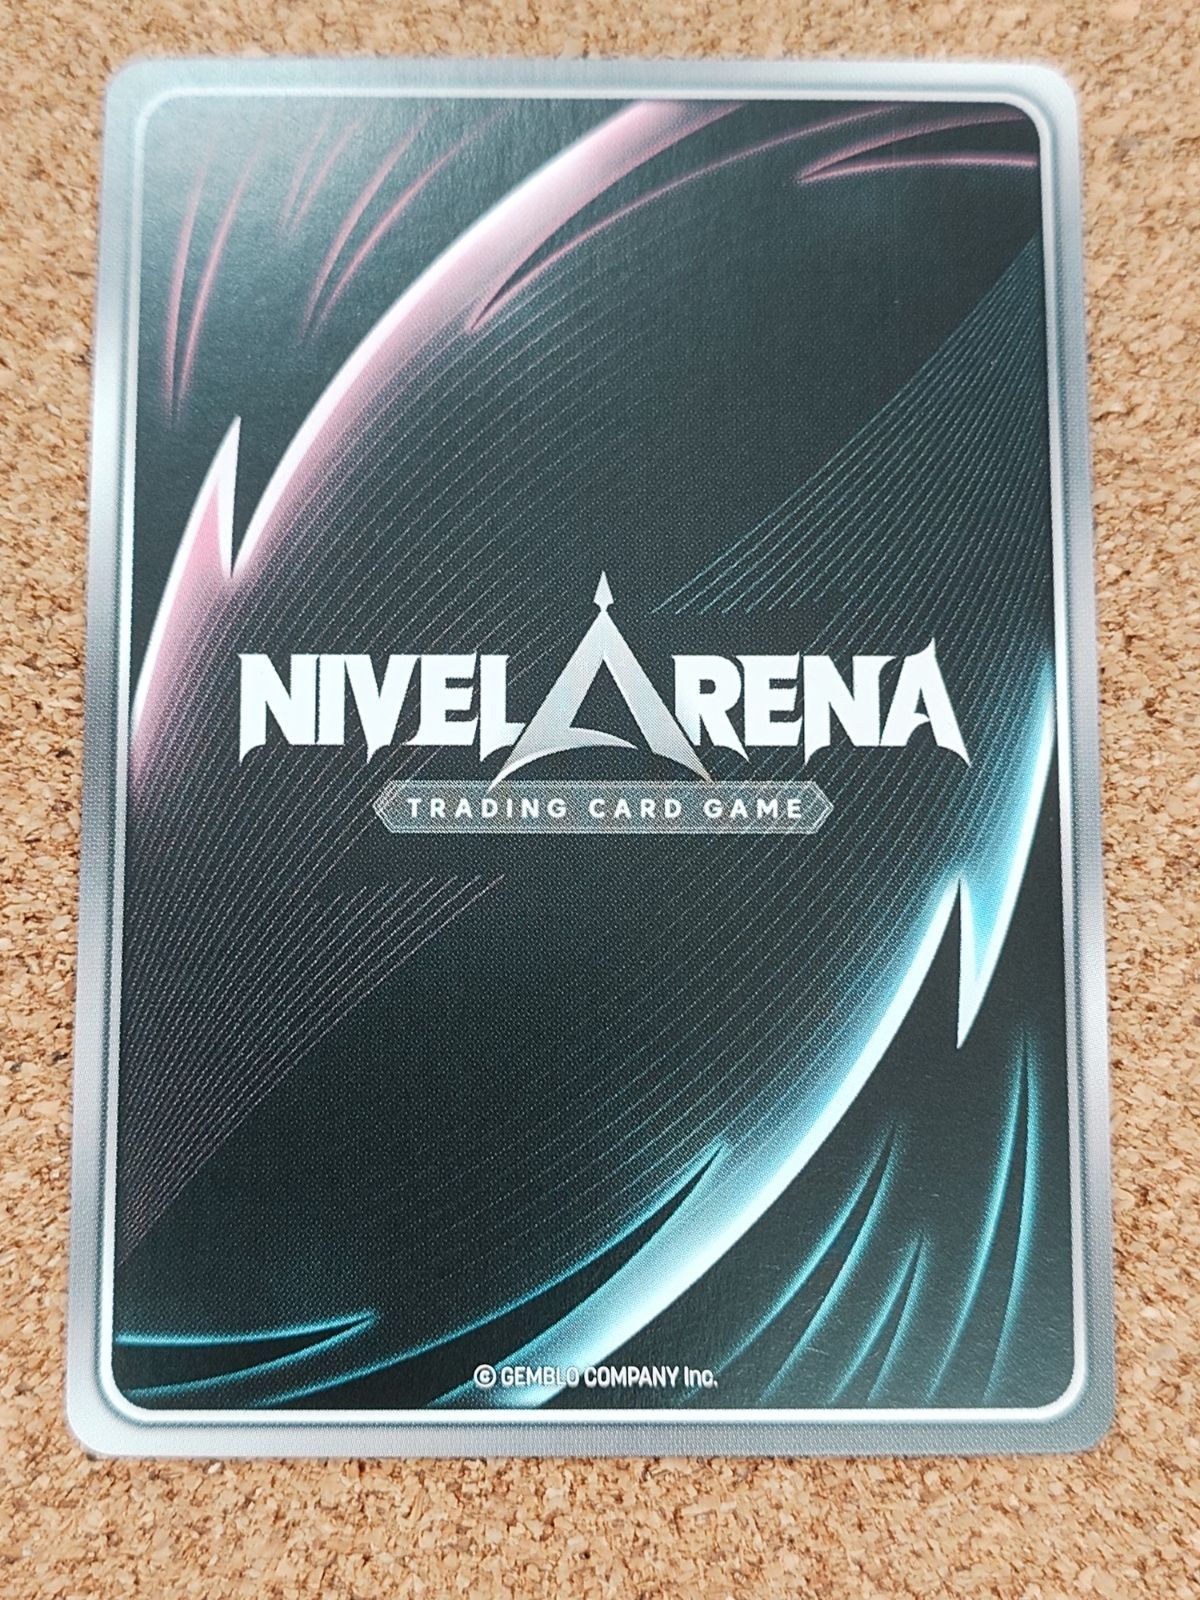 NIVEL ARENA
TRADING CARD GAME
© GEMBLO COMPANY Inc.